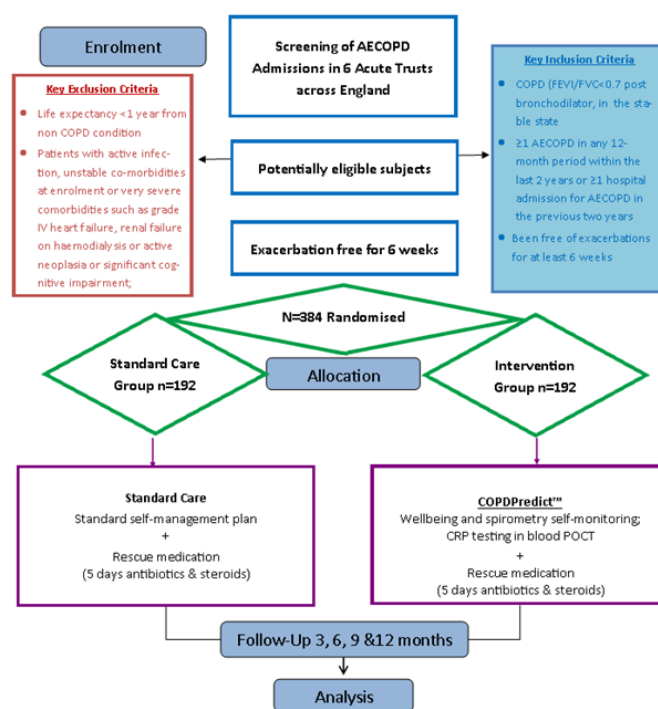 Enrolment
Screening of AECOPD
Admissions in 6 Acute Trusts
across England
Key Exclusion Criteria
• Life expectancy <1 year from
non COPD condition
• Patients with active infec-
tion, unstable co-morbidities
at enrolment or very severe
comorbidities such as grade
IV heart failure, renal failure
on haemodialysis or active
neoplasia or significant cog-
nitive impairment;
Key Inclusion Criteria
• COPD (FEVI/FVC<0.7 post
bronchodilator, in the sta-
ble state
• ≥1 AECOPD in any 12-
month period within the
last 2 years or ≥1 hospital
admission for AECOPD in
the previous two years
• Been free of exacerbations
for at least 6 weeks
Potentially eligible subjects
Exacerbation free for 6 weeks
N=384 Randomised
Standard Care
Group n=192
Allocation
Intervention
Group n=192
Standard Care
Standard self-management plan
+
Rescue medication
(5 days antibiotics & steroids)
COPDPredict™
Wellbeing and spirometry self-monitoring;
CRP testing in blood POCT
+
Rescue medication
(5 days antibiotics & steroids)
Follow-Up 3, 6, 9 &12 months
Analysis